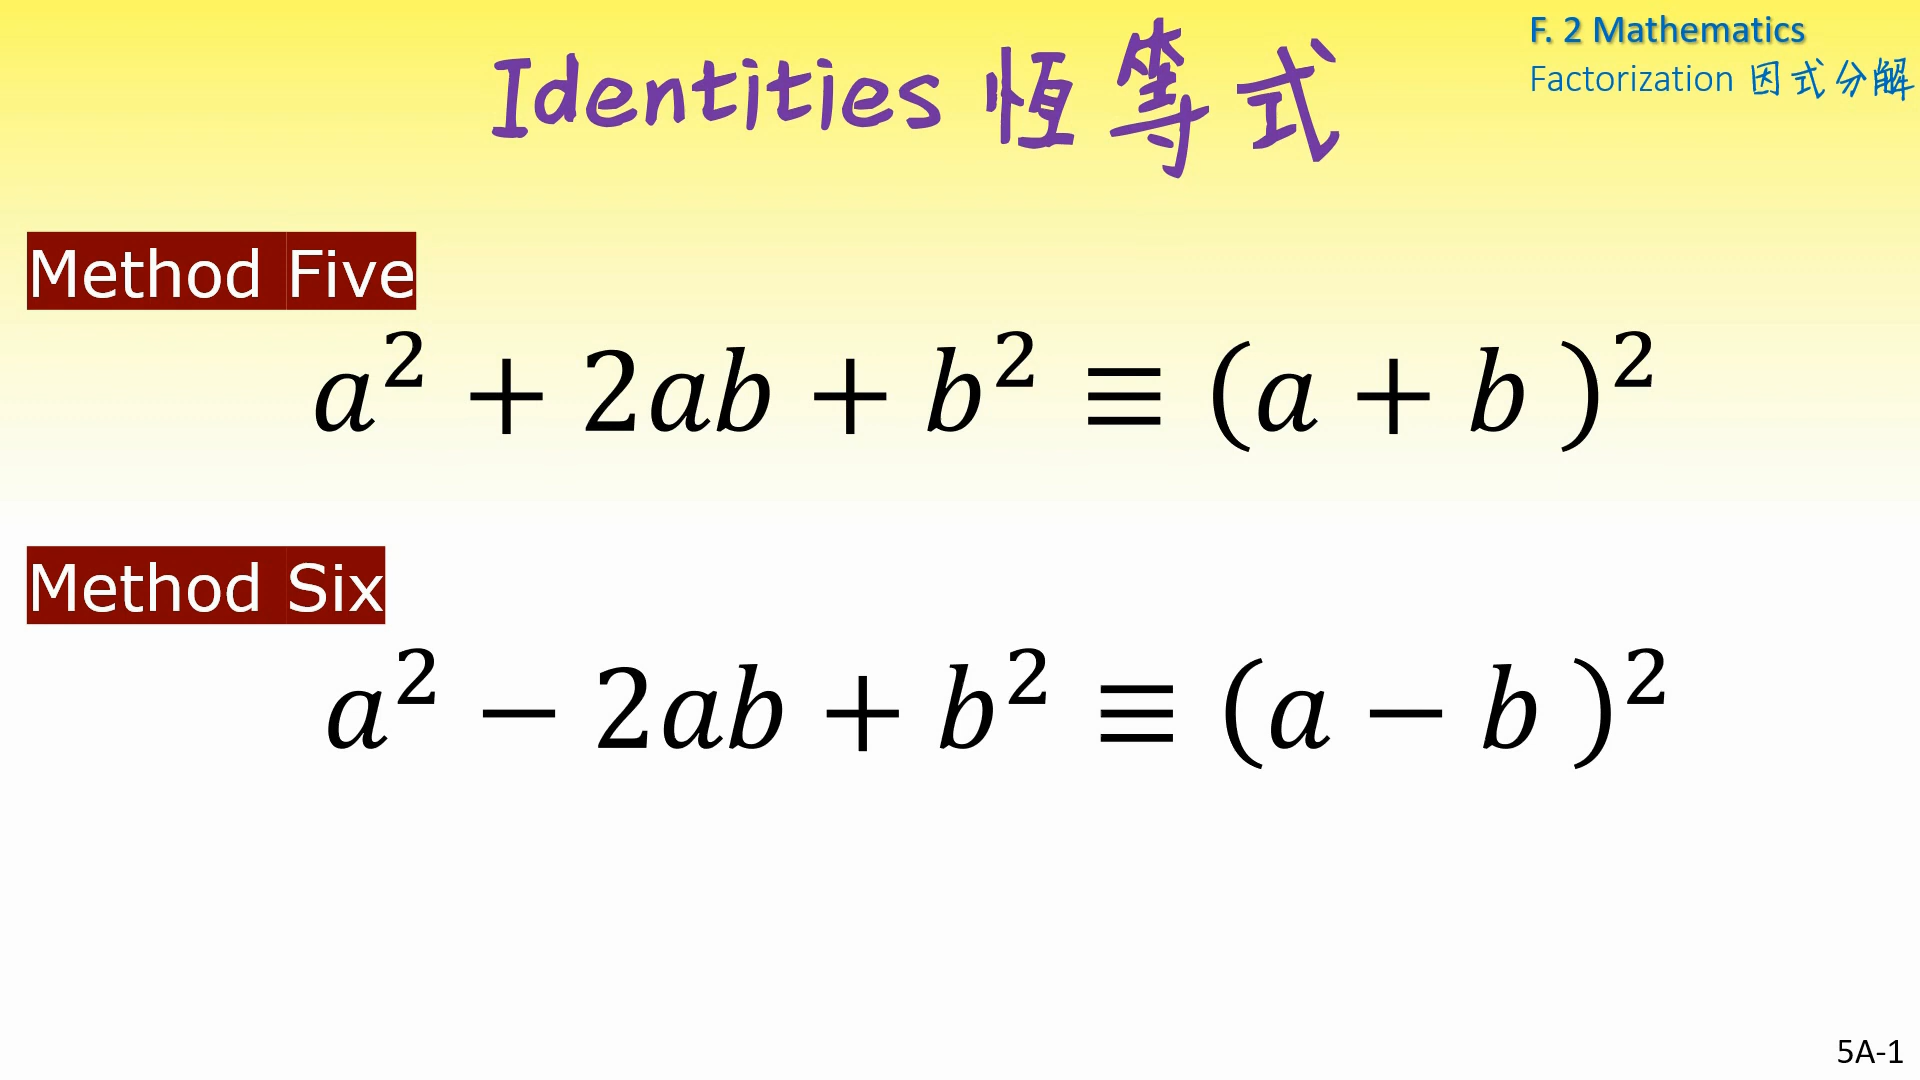 F. 2 Mathematics
Factorization 因式分解
Identities 恆等式
Method Five
a² + 2ab + b² ≡ (a + b )²
Method Six
a² − 2ab + b² ≡ (a − b )²
5A-1